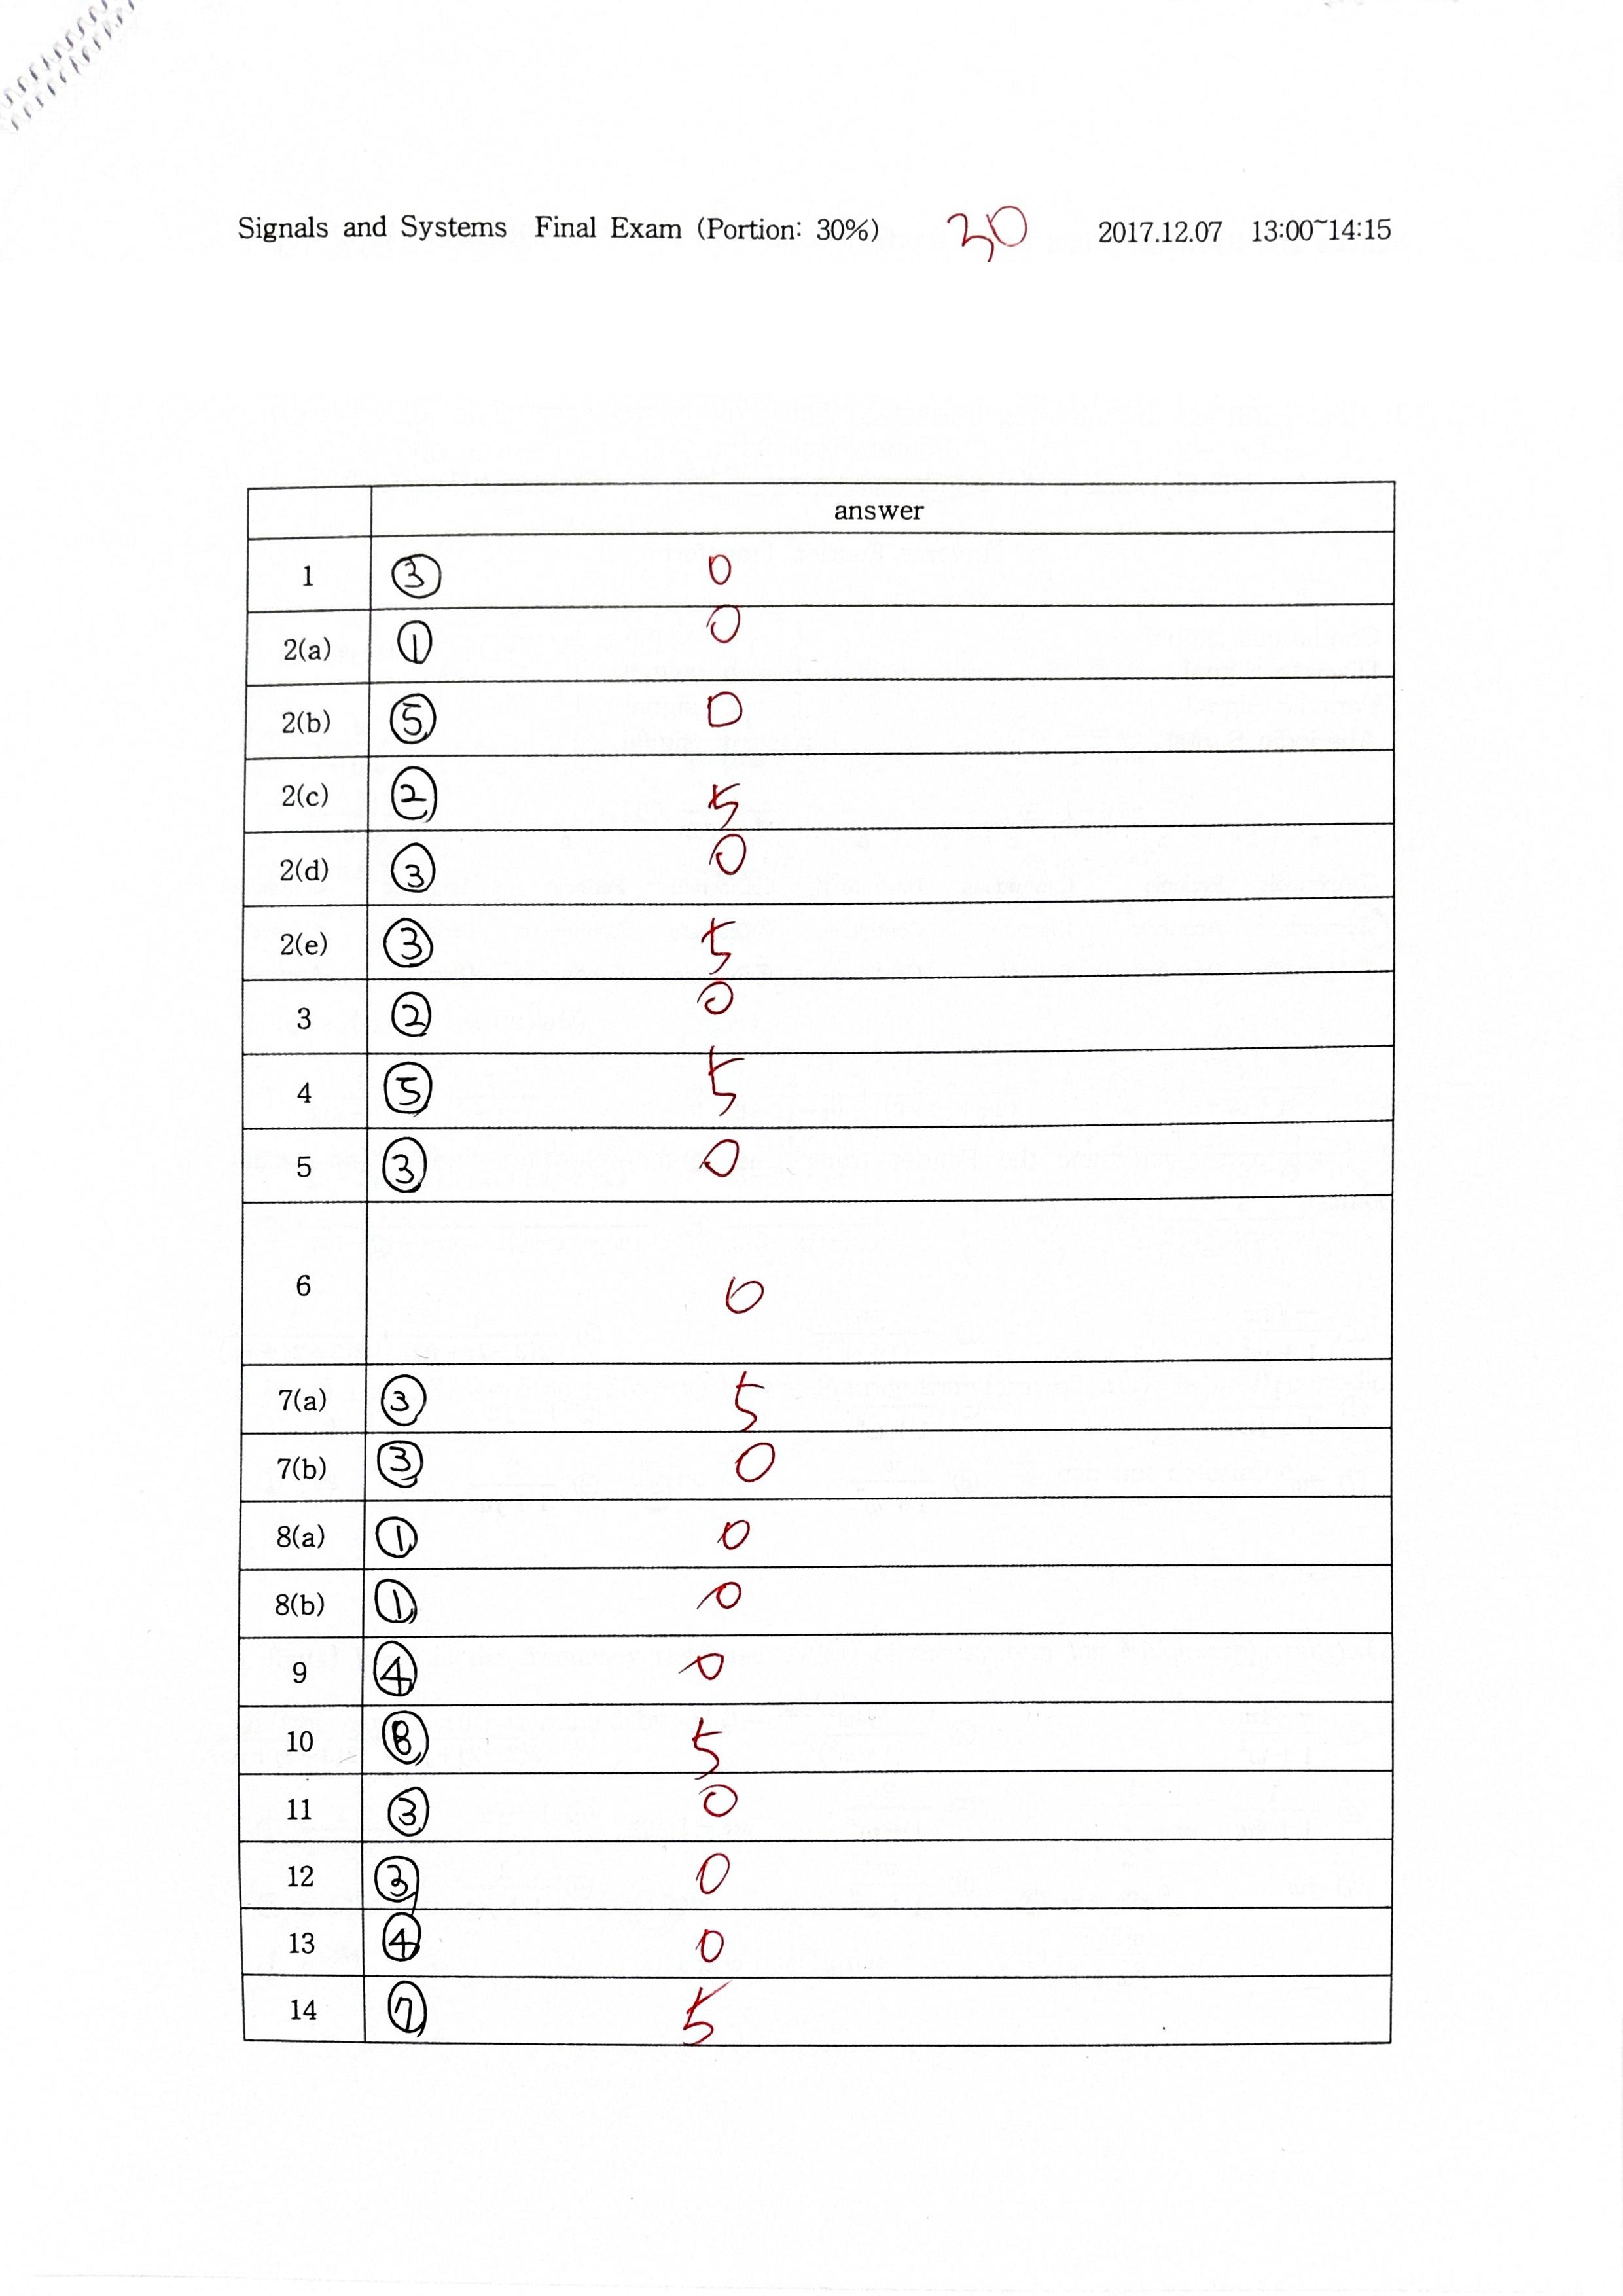 Signals and Systems Final Exam (Portion: 30%) 30 2017.12.07 13:00~14:15
answer
1 ③ 0
2(a) ① 0
2(b) ⑤ 0
2(c) ② 5
2(d) ③ 0
2(e) ③ 5
3 ② 0
4 ⑤ 5
5 ③ 0
6 0
7(a) ③ 5
7(b) ③ 0
8(a) ① 0
8(b) ① 0
9 ④ 0
10 ⑧ 5
11 ③ 0
12 ③ 0
13 ④ 0
14 ⑦ 5